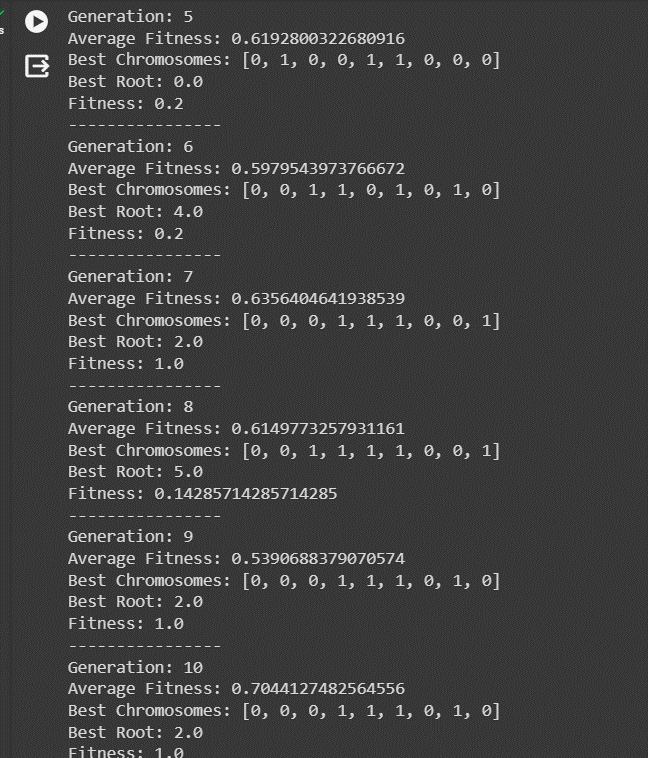 Generation: 5
Average Fitness: 0.6192800322680916
Best Chromosomes: [0, 1, 0, 0, 1, 1, 0, 0, 0]
Best Root: 0.0
Fitness: 0.2
----------------
Generation: 6
Average Fitness: 0.5979543973766672
Best Chromosomes: [0, 0, 1, 1, 0, 1, 0, 1, 0]
Best Root: 4.0
Fitness: 0.2
----------------
Generation: 7
Average Fitness: 0.6356404641938539
Best Chromosomes: [0, 0, 0, 1, 1, 1, 0, 0, 1]
Best Root: 2.0
Fitness: 1.0
----------------
Generation: 8
Average Fitness: 0.6149773257931161
Best Chromosomes: [0, 0, 1, 1, 1, 1, 0, 0, 1]
Best Root: 5.0
Fitness: 0.14285714285714285
----------------
Generation: 9
Average Fitness: 0.5390688379070574
Best Chromosomes: [0, 0, 0, 1, 1, 1, 0, 1, 0]
Best Root: 2.0
Fitness: 1.0
----------------
Generation: 10
Average Fitness: 0.7044127482564556
Best Chromosomes: [0, 0, 0, 1, 1, 1, 0, 1, 0]
Best Root: 2.0
Fitness: 1.0